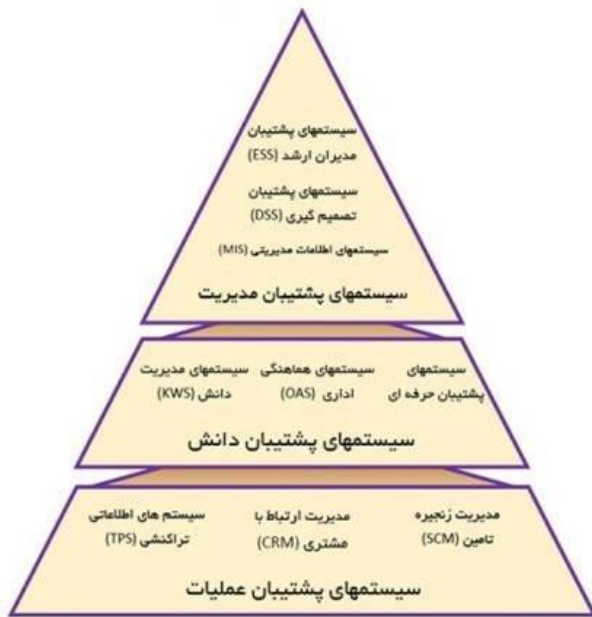 سیستمهای پشتیبان
مدیران ارشد (ESS)
سیستمهای پشتیبان
تصمیم گیری (DSS)
سیستمهای اطلاعات مدیریتی (MIS)
سیستمهای پشتیبان مدیریت
سیستمهای
پشتیبان حرفه ای
سیستمهای هماهنگی
اداری (OAS)
سیستمهای مدیریت
دانش (KWS)
سیستمهای پشتیبان دانش
مدیریت زنجیره
تامین (SCM)
مدیریت ارتباط با
مشتری (CRM)
سیستم های اطلاعاتی
تراکنشی (TPS)
سیستمهای پشتیبان عملیات